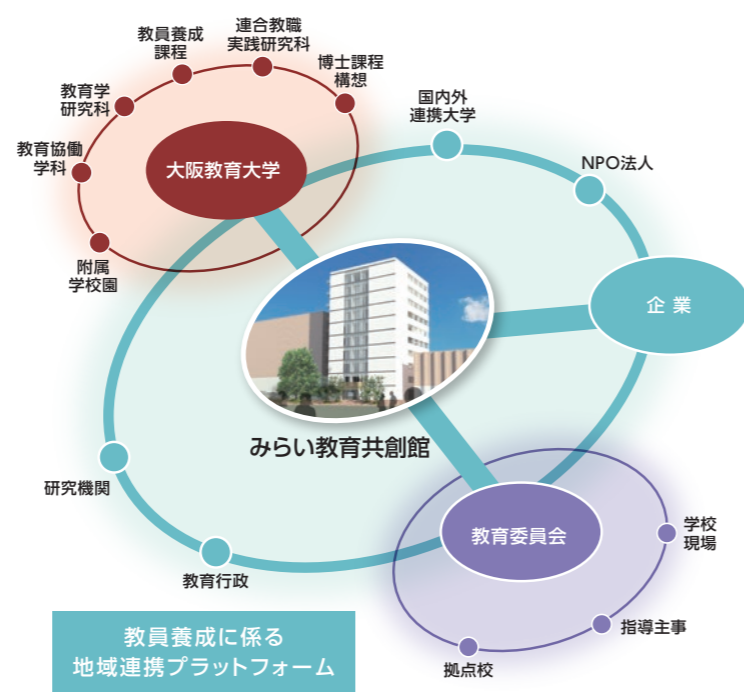 連合教職
実践研究科
教員養成
課程
博士課程
構想
教育学
研究科
国内外
連携大学
教育協働
学科
大阪教育大学
NPO法人
附属
学校園
企業
みらい教育共創館
研究機関
教育委員会
学校
現場
教育行政
指導主事
拠点校
教員養成に係る
地域連携プラットフォーム